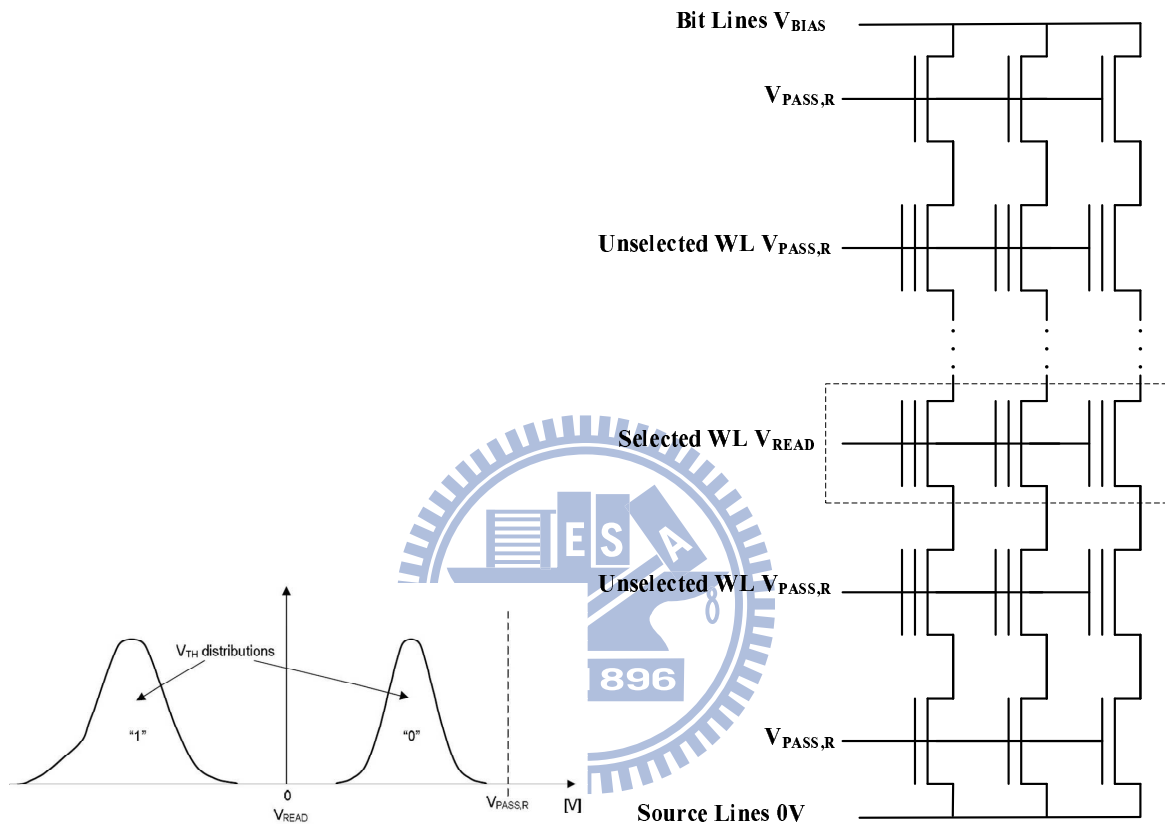 Bit Lines VBIAS
VPASS,R
Unselected WL VPASS,R
Selected WL VREAD
Unselected WL VPASS,R
VPASS,R
Source Lines 0V
VTH distributions
"1"
"0"
0
VREAD
VPASS,R
[V]
E S A
896